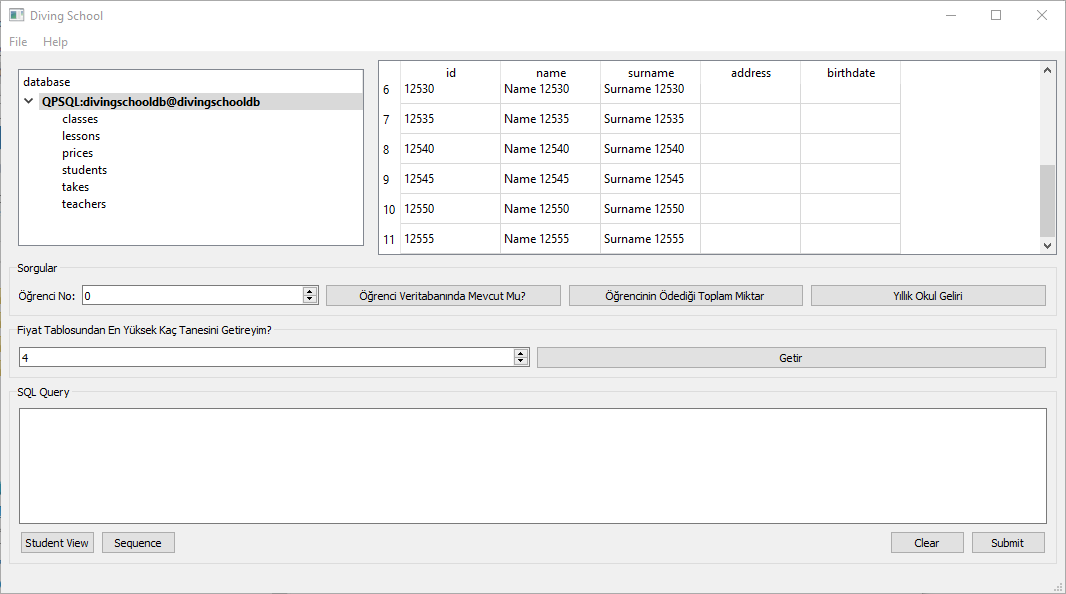 Diving School
File Help
database
QPSQL:divingschooldb@divingschooldb
classes
lessons
prices
students
takes
teachers
id name surname address birthdate
6 12530 Name 12530 Surname 12530
7 12535 Name 12535 Surname 12535
8 12540 Name 12540 Surname 12540
9 12545 Name 12545 Surname 12545
10 12550 Name 12550 Surname 12550
11 12555 Name 12555 Surname 12555
Sorgular
Öğrenci No: 0 Öğrenci Veritabanında Mevcut Mu? Öğrencinin Ödediği Toplam Miktar Yıllık Okul Geliri
Fiyat Tablosundan En Yüksek Kaç Tanesini Getireyim?
4 Getir
SQL Query
Student View Sequence Clear Submit